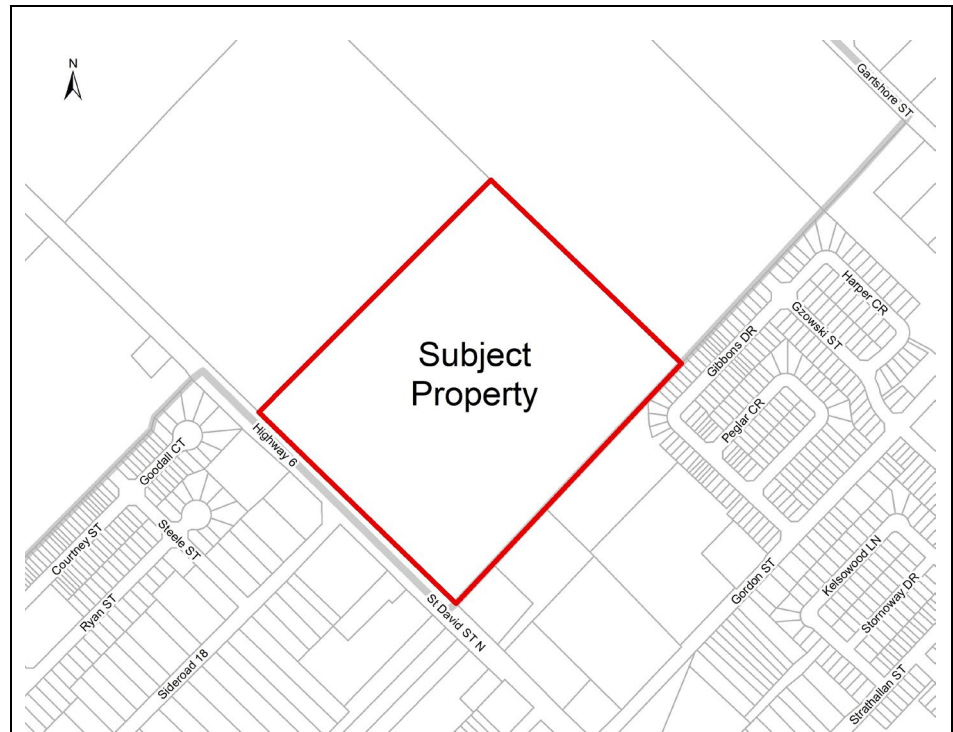 N
Gartshore ST
Harper CR
Gzowski ST
Gibbons DR
Subject
Property
Peglar CR
Highway 6
Goodall CT
Courtney ST
Steele ST
Ryan ST
Sideroad 18
St David ST N
Gordon ST
Kelsowood LN
Stornoway DR
Strathallan ST